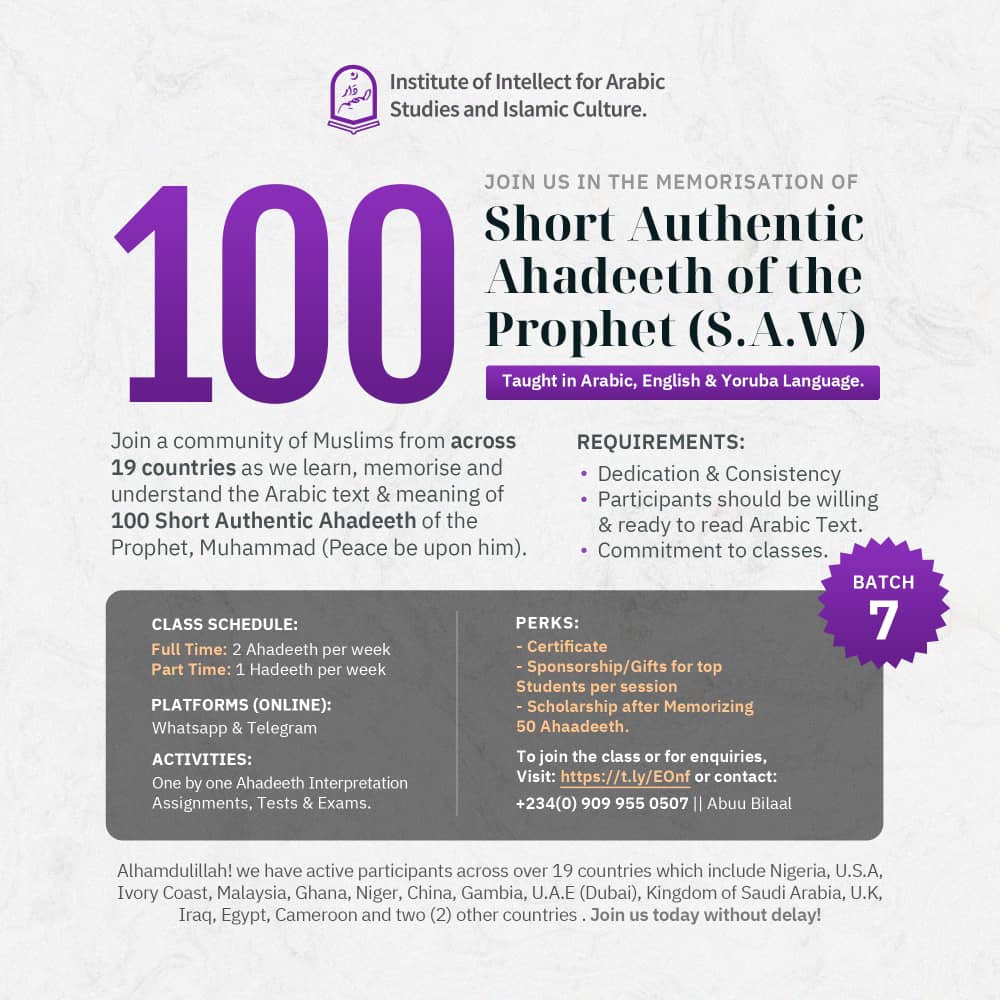 Institute of Intellect for Arabic
Studies and Islamic Culture.
100
JOIN US IN THE MEMORISATION OF
Short Authentic
Ahadeeth of the
Prophet (S.A.W)
Taught in Arabic, English & Yoruba Language.
Join a community of Muslims from across
19 countries as we learn, memorise and
understand the Arabic text & meaning of
100 Short Authentic Ahadeeth of the
Prophet, Muhammad (Peace be upon him).
REQUIREMENTS:
• Dedication & Consistency
• Participants should be willing
& ready to read Arabic Text.
• Commitment to classes.
BATCH
7
CLASS SCHEDULE:
Full Time: 2 Ahadeeth per week
Part Time: 1 Hadeeth per week
PLATFORMS (ONLINE):
Whatsapp & Telegram
ACTIVITIES:
One by one Ahadeeth Interpretation
Assignments, Tests & Exams.
PERKS:
- Certificate
- Sponsorship/Gifts for top
Students per session
- Scholarship after Memorizing
50 Ahaadeeth.
To join the class or for enquiries,
Visit: https://t.ly/EOnf or contact:
+234(0) 909 955 0507 || Abuu Bilaal
Alhamdulillah! we have active participants across over 19 countries which include Nigeria, U.S.A,
Ivory Coast, Malaysia, Ghana, Niger, China, Gambia, U.A.E (Dubai), Kingdom of Saudi Arabia, U.K,
Iraq, Egypt, Cameroon and two (2) other countries . Join us today without delay!